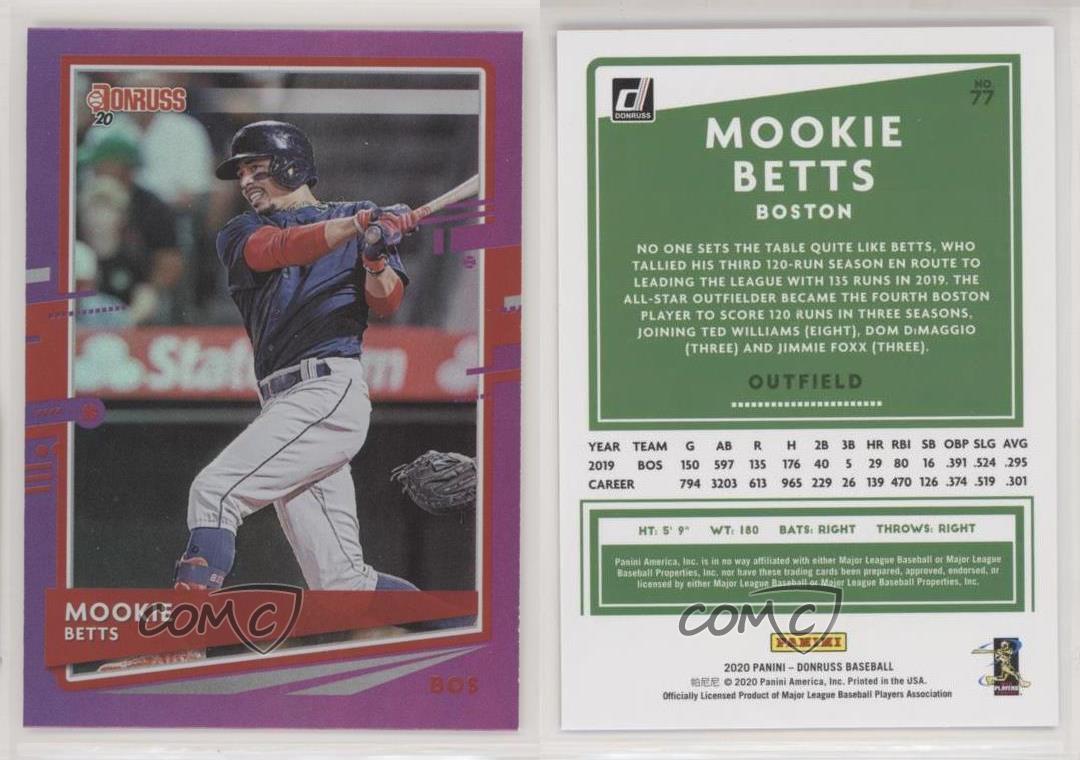 DONRUSS
20
State Farm
MOOKIE
BETTS
BOS
COMC
DONRUSS
NO.
77
MOOKIE
BETTS
BOSTON
NO ONE SETS THE TABLE QUITE LIKE BETTS, WHO
TALLIED HIS THIRD 120-RUN SEASON EN ROUTE TO
LEADING THE LEAGUE WITH 135 RUNS IN 2019. THE
ALL-STAR OUTFIELDER BECAME THE FOURTH BOSTON
PLAYER TO SCORE 120 RUNS IN THREE SEASONS,
JOINING TED WILLIAMS (EIGHT), DOM DiMAGGIO
(THREE) AND JIMMIE FOXX (THREE).
OUTFIELD
YEAR TEAM G AB R H 2B 3B HR RBI SB OBP SLG AVG
2019 BOS 150 597 135 176 40 5 29 80 16 .391 .524 .295
CAREER 794 3203 613 965 229 26 139 470 126 .374 .519 .301
HT: 5' 9" WT: 180 BATS: RIGHT THROWS: RIGHT
Panini America, Inc. is in no way affiliated with either Major League Baseball or Major League
Baseball Properties, Inc. nor have these trading cards been prepared, approved, endorsed, or
licensed by either Major League Baseball or Major League Baseball Properties, Inc.
COMC
PANINI
2020 PANINI – DONRUSS BASEBALL
帕尼尼 © 2020 Panini America, Inc. Printed in the USA.
Officially Licensed Product of Major League Baseball Players Association
PLAYERS